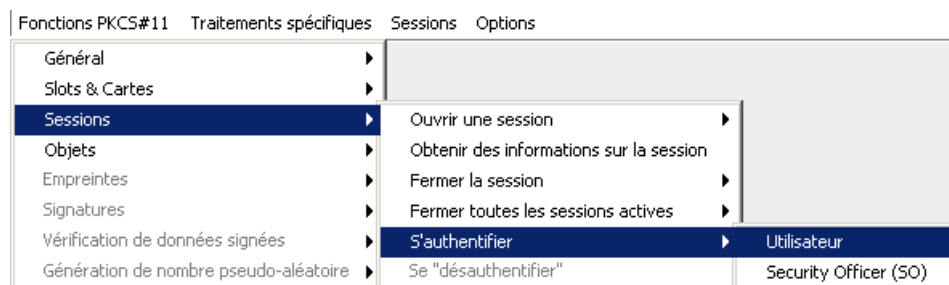 Fonctions PKCS#11 Traitements spécifiques Sessions Options
Général
Slots & Cartes
Sessions
Objets
Empreintes
Signatures
Vérification de données signées
Génération de nombre pseudo-aléatoire
Ouvrir une session
Obtenir des informations sur la session
Fermer la session
Fermer toutes les sessions actives
S'authentifier
Se "désauthentifier"
Utilisateur
Security Officer (SO)